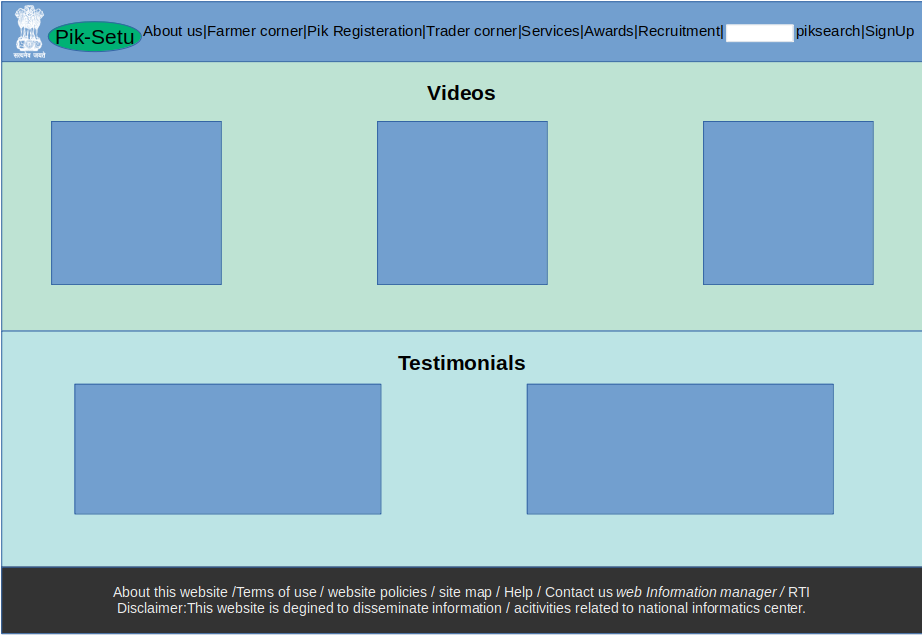 सत्यमेव जयते
Pik-Setu
About us|Farmer corner|Pik Registeration|Trader corner|Services|Awards|Recruitment| piksearch|SignUp
Videos
Testimonials
About this website /Terms of use / website policies / site map / Help / Contact us web Information manager / RTI
Disclaimer:This website is degined to disseminate information / acitivities related to national informatics center.